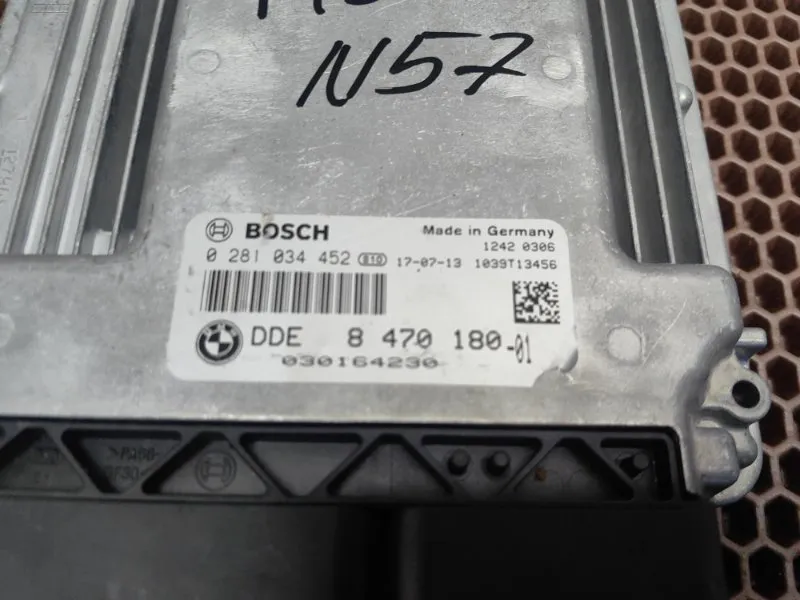 N57
BOSCH
Made in Germany
1242 0306
0 281 034 452 B10 17-07-13 1039T13456
DDE 8 470 180-01
030164230